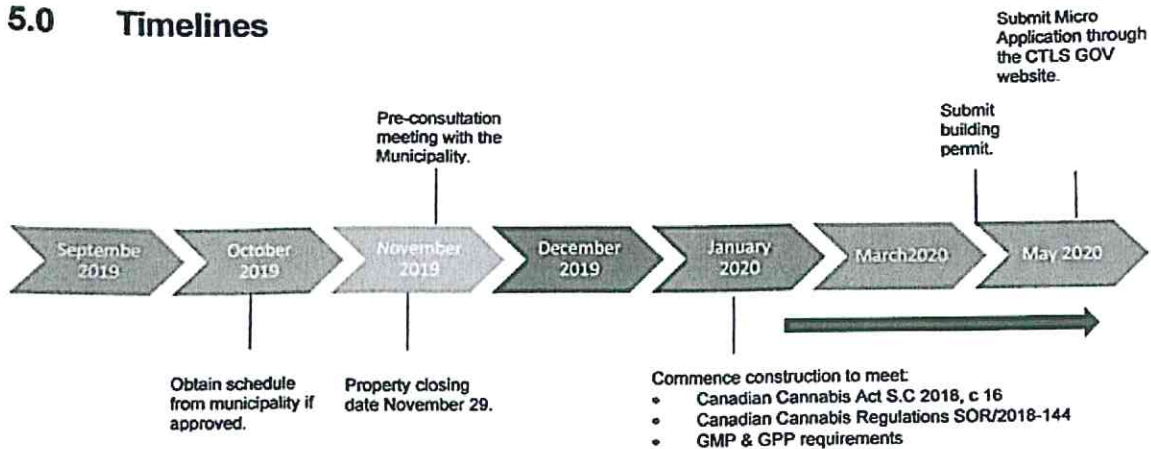 5.0 Timelines
Submit Micro
Application through
the CTLS GOV
website.
Pre-consultation
meeting with the
Municipality.
Submit
building
permit.
Septembe
2019
October
2019
November
2019
December
2019
January
2020
March2020
May 2020
Obtain schedule
from municipality if
approved.
Property closing
date November 29.
Commence construction to meet:
• Canadian Cannabis Act S.C 2018, c 16
• Canadian Cannabis Regulations SOR/2018-144
• GMP & GPP requirements